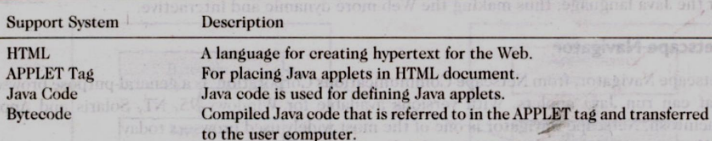 Support System Description
HTML A language for creating hypertext for the Web.
APPLET Tag For placing Java applets in HTML document.
Java Code Java code is used for defining Java applets.
Bytecode Compiled Java code that is referred to in the APPLET tag and transferred
to the user computer.